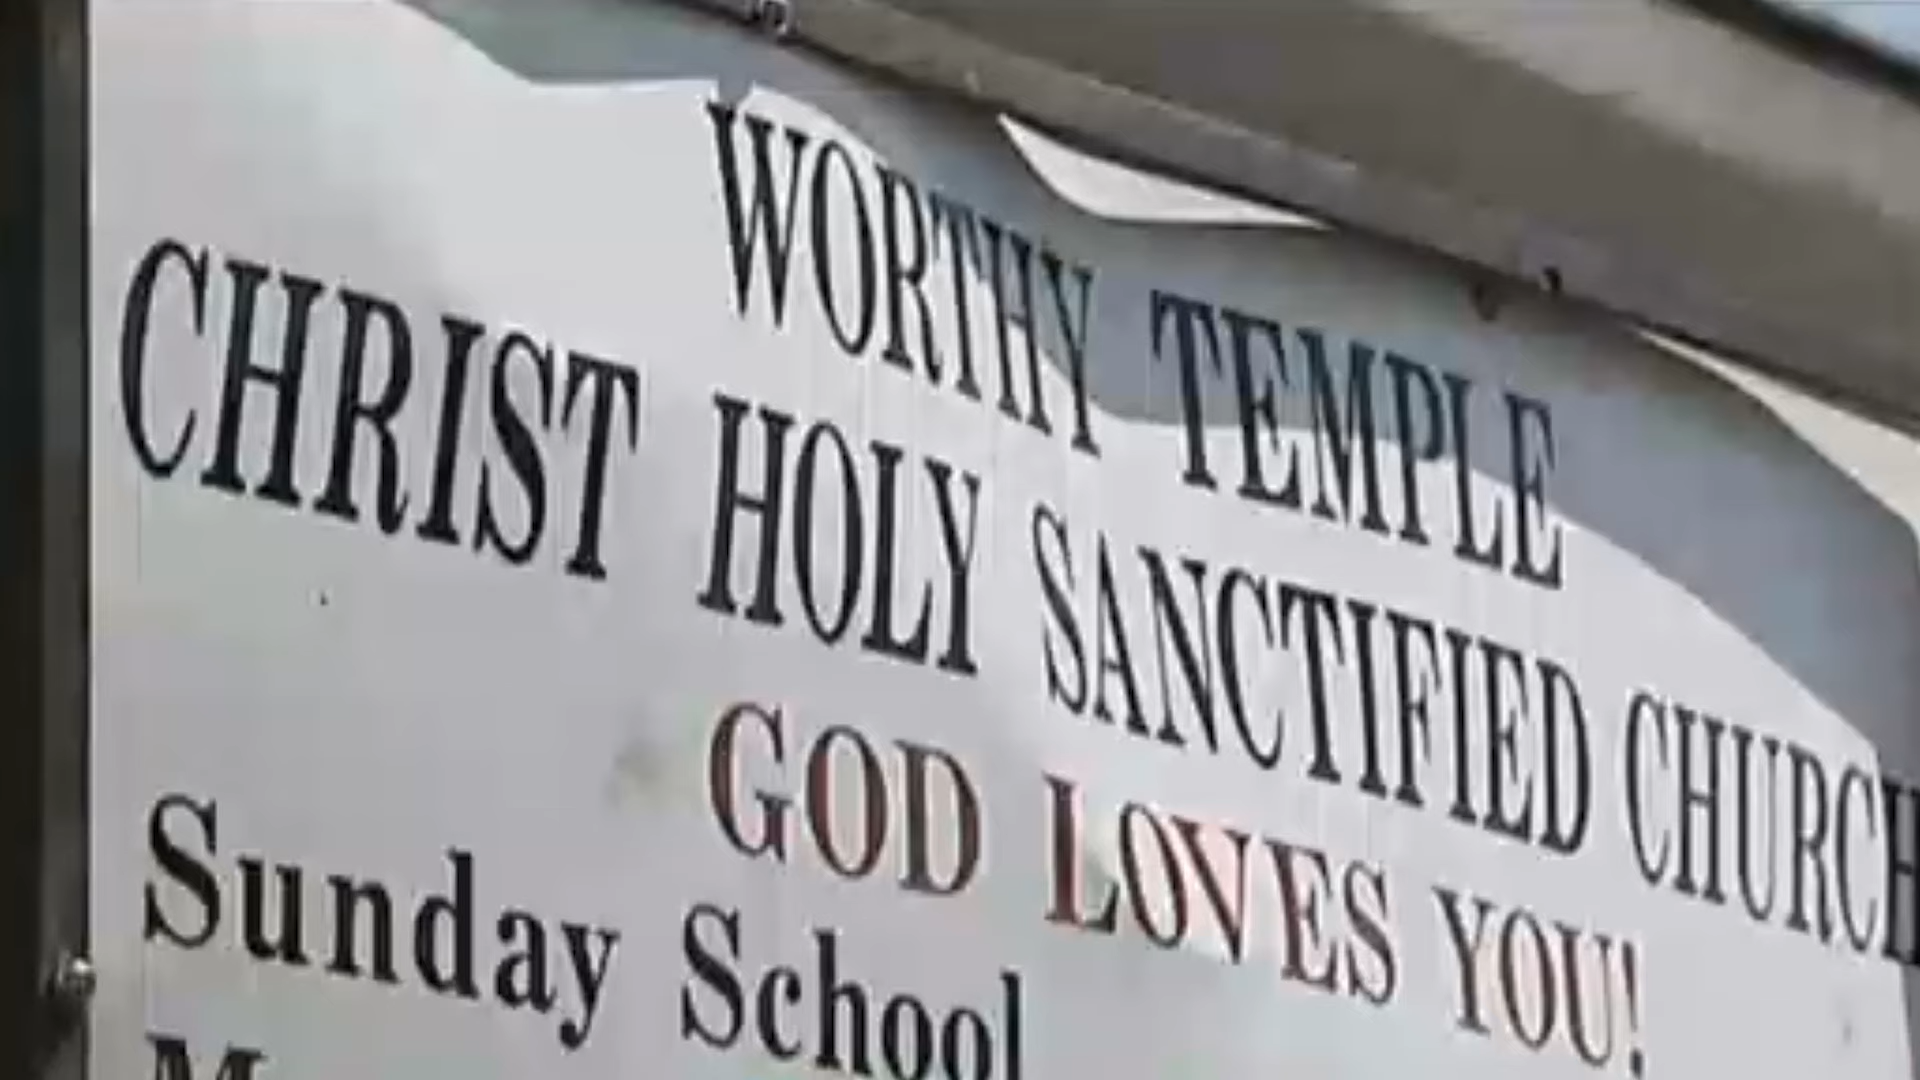 WORTHY TEMPLE
CHRIST HOLY SANCTIFIED CHURCH
GOD LOVES YOU!
Sunday School